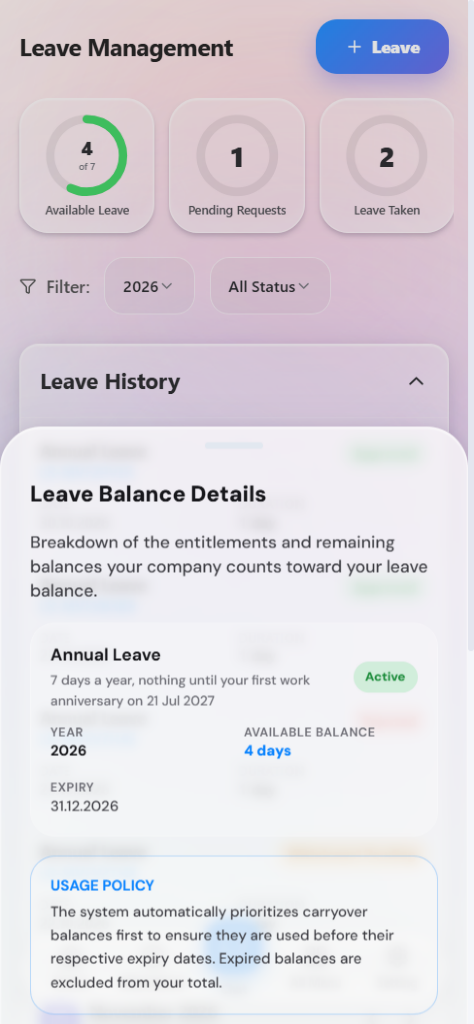 Leave Management
+ Leave
4
of 7
Available Leave
1
Pending Requests
2
Leave Taken
Filter:
2026
All Status
Leave History
Leave Balance Details
Breakdown of the entitlements and remaining
balances your company counts toward your leave
balance.
Annual Leave
7 days a year, nothing until your first work
anniversary on 21 Jul 2027
Active
YEAR
2026
AVAILABLE BALANCE
4 days
EXPIRY
31.12.2026
USAGE POLICY
The system automatically prioritizes carryover
balances first to ensure they are used before their
respective expiry dates. Expired balances are
excluded from your total.